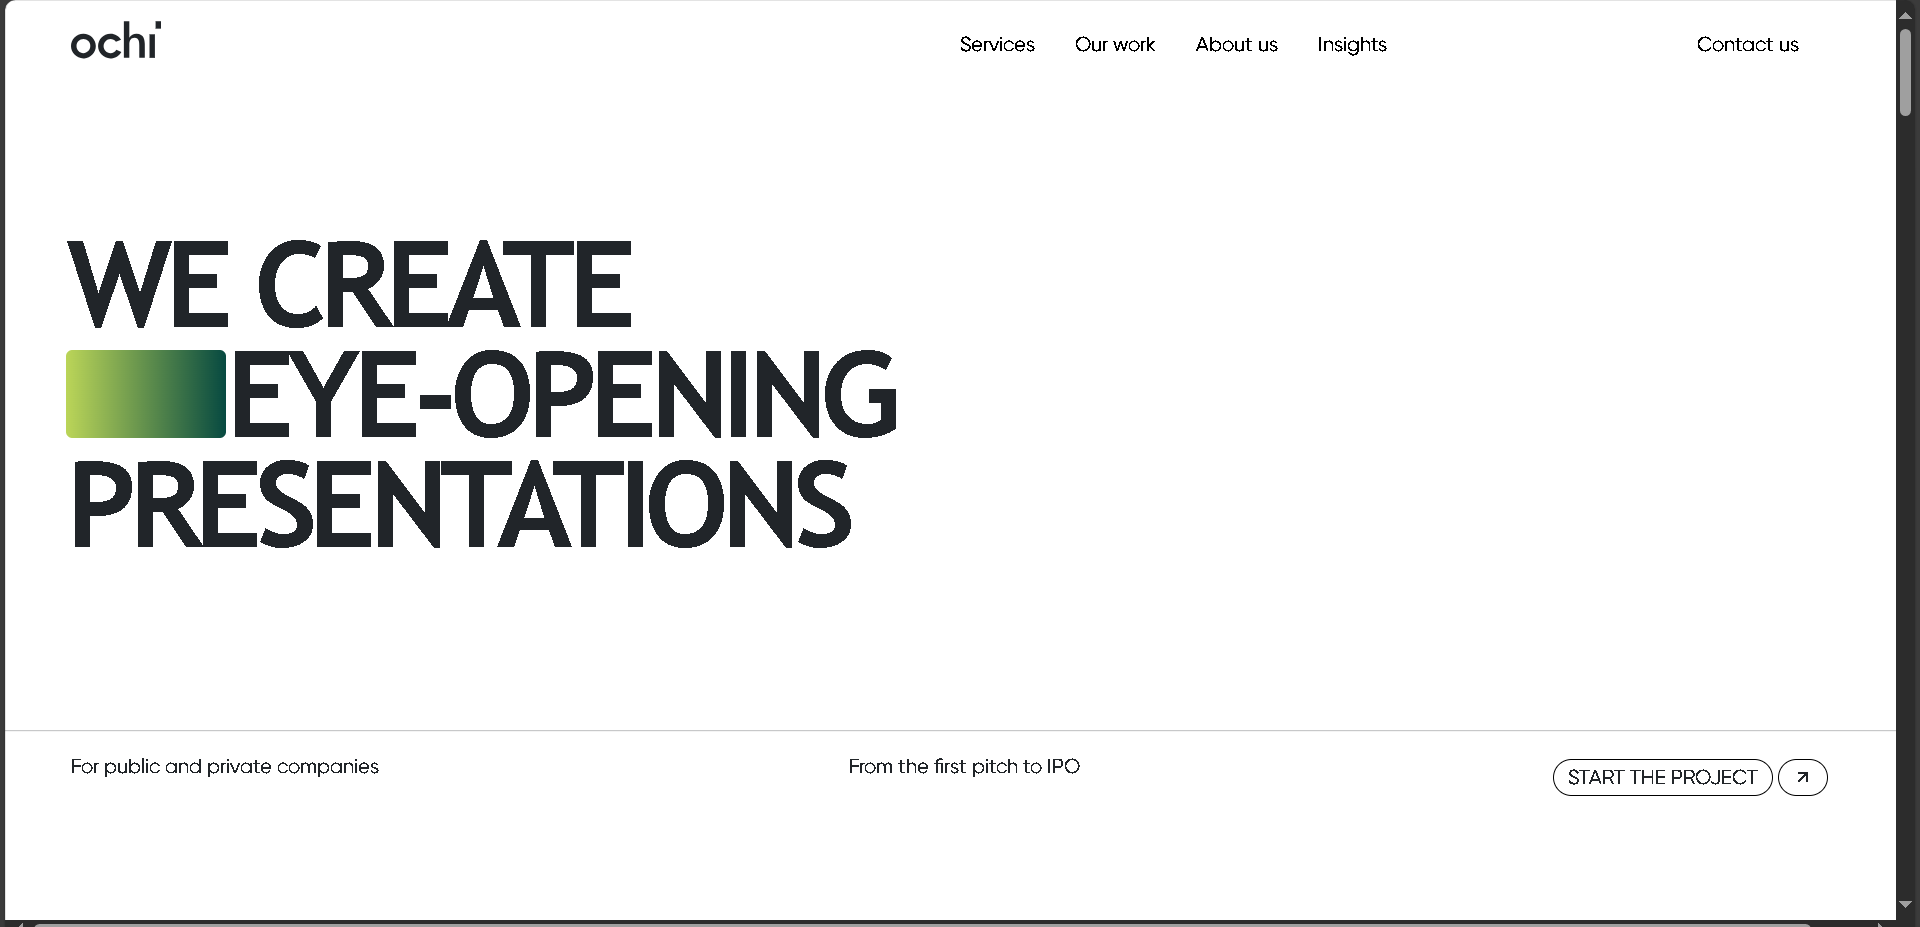 ochi
Services Our work About us Insights Contact us
WE CREATE
EYE-OPENING
PRESENTATIONS
For public and private companies From the first pitch to IPO START THE PROJECT